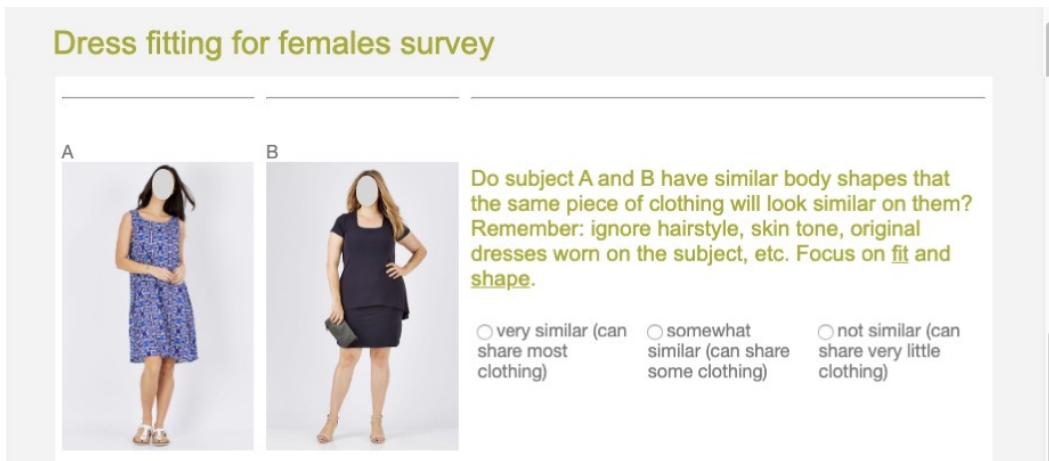 Dress fitting for females survey
A
B
Do subject A and B have similar body shapes that
the same piece of clothing will look similar on them?
Remember: ignore hairstyle, skin tone, original
dresses worn on the subject, etc. Focus on fit and
shape.
very similar (can
share most
clothing)
somewhat
similar (can share
some clothing)
not similar (can
share very little
clothing)